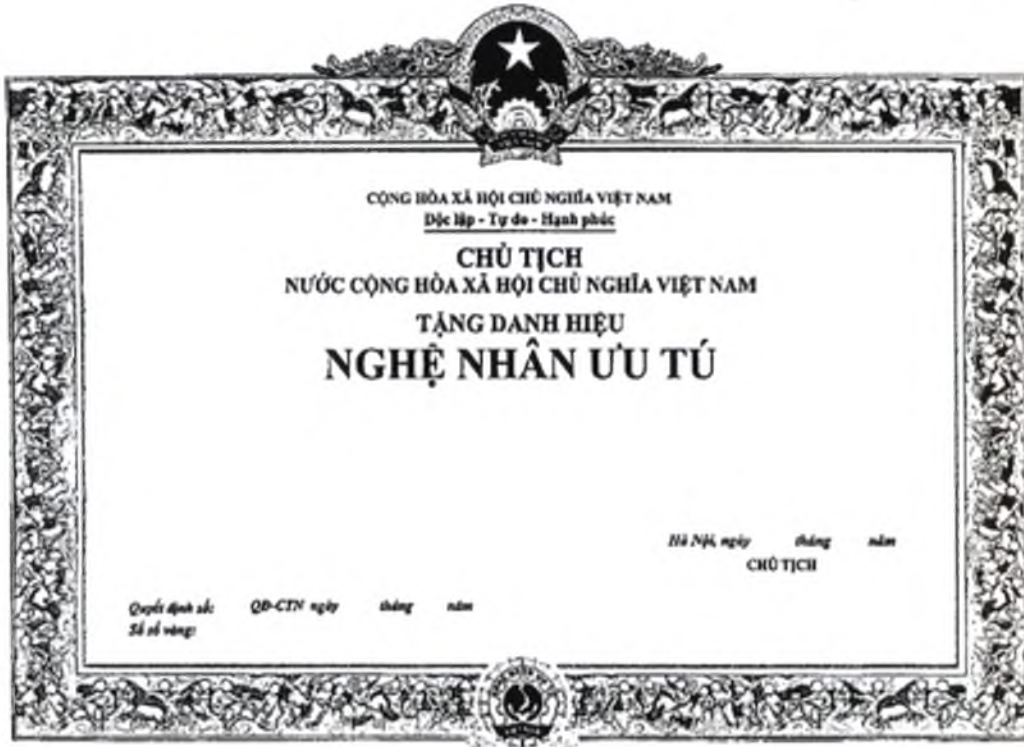 CỘNG HÒA XÃ HỘI CHỦ NGHĨA VIỆT NAM
Độc lập - Tự do - Hạnh phúc
CHỦ TỊCH
NƯỚC CỘNG HÒA XÃ HỘI CHỦ NGHĨA VIỆT NAM
TẶNG DANH HIỆU
NGHỆ NHÂN ƯU TÚ
Hà Nội, ngày tháng năm
CHỦ TỊCH
Quyết định số: QĐ-CTN ngày tháng năm
Số sổ vàng: